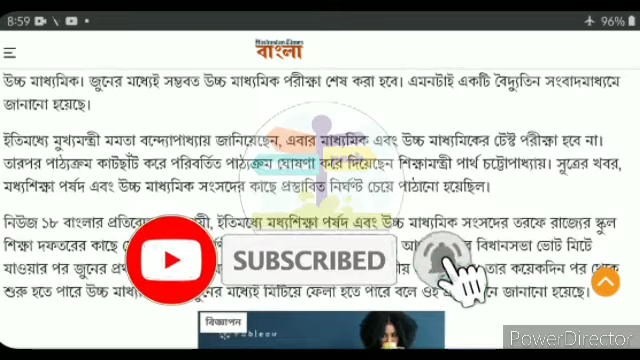 8:59
96%
Hindustan Times
বাংলা
উচ্চ মাধ্যমিক। জুনের মধ্যেই সম্ভবত উচ্চ মাধ্যমিক পরীক্ষা শেষ করা হবে। এমনটাই একটি বৈদ্যুতিন সংবাদমাধ্যমে
জানানো হয়েছে।
ইতিমধ্যে মুখ্যমন্ত্রী মমতা বন্দ্যোপাধ্যায় জানিয়েছেন, এবার মাধ্যমিক এবং উচ্চ মাধ্যমিকের টেস্ট পরীক্ষা হবে না।
তারপর পাঠ্যক্রম কাটছাঁট করে পরিবর্তিত পাঠ্যক্রম ঘোষণা করে দিয়েছেন শিক্ষামন্ত্রী পার্থ চট্টোপাধ্যায়। সূত্রের খবর,
মধ্যশিক্ষা পর্ষদ এবং উচ্চ মাধ্যমিক সংসদের কাছে প্রস্তাবিত নির্ঘণ্ট চেয়ে পাঠানো হয়েছিল।
নিউজ ১৮ বাংলার ইতিমধ্যে মধ্যশিক্ষা পর্ষদ এবং উচ্চ মাধ্যমিক সংসদের তরফে রাজ্যের স্কুল
শিক্ষা দফতরের কাছে বিধানসভা ভোট মিটে
যাওয়ার পর জুনের তার কয়েকদিন পর থেকে
শুরু হতে পারে উচ্চ জুনের মধ্যেই মিটিয়ে ফেলা হতে পারে বলে ওই জানানো হয়েছে।
SUBSCRIBED
বিজ্ঞাপন
PowerDirector